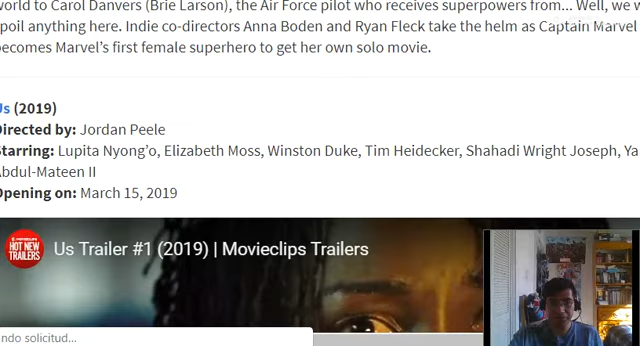 world to Carol Danvers (Brie Larson), the Air Force pilot who receives superpowers from... Well, we w
spoil anything here. Indie co-directors Anna Boden and Ryan Fleck take the helm as Captain Marvel
becomes Marvel's first female superhero to get her own solo movie.
Us (2019)
Directed by: Jordan Peele
Starring: Lupita Nyong'o, Elizabeth Moss, Winston Duke, Tim Heidecker, Shahadi Wright Joseph, Ya
Abdul-Mateen II
Opening on: March 15, 2019
MOVIECLIPS
HOT NEW
TRAILERS
Us Trailer #1 (2019) | Movieclips Trailers
ndo solicitud...